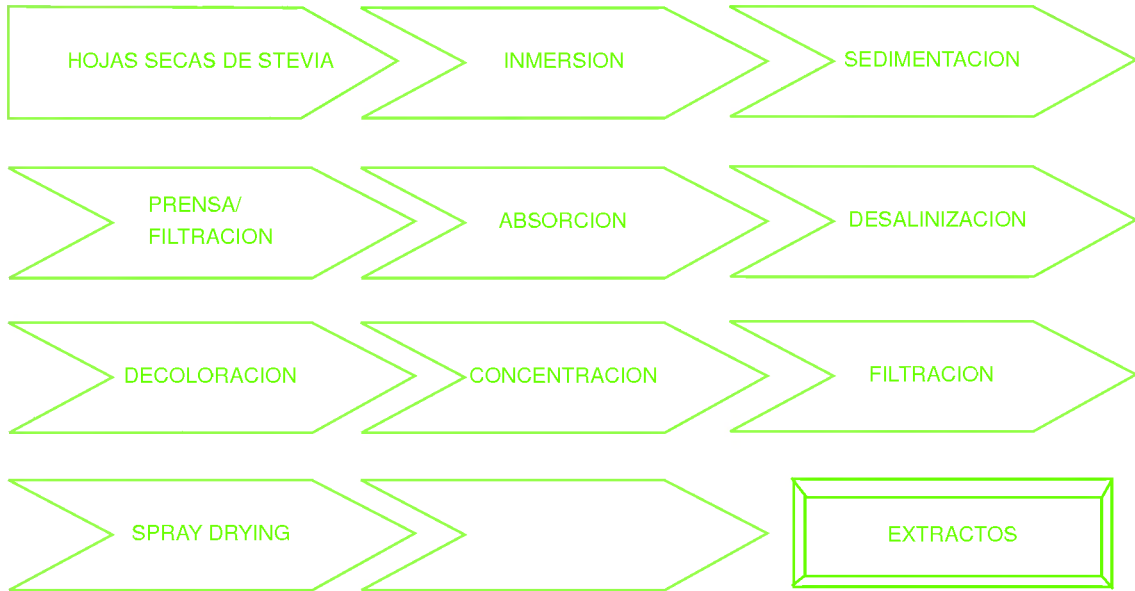 HOJAS SECAS DE STEVIA
INMERSION
SEDIMENTACION
PRENSA/
FILTRACION
ABSORCION
DESALINIZACION
DECOLORACION
CONCENTRACION
FILTRACION
SPRAY DRYING
EXTRACTOS